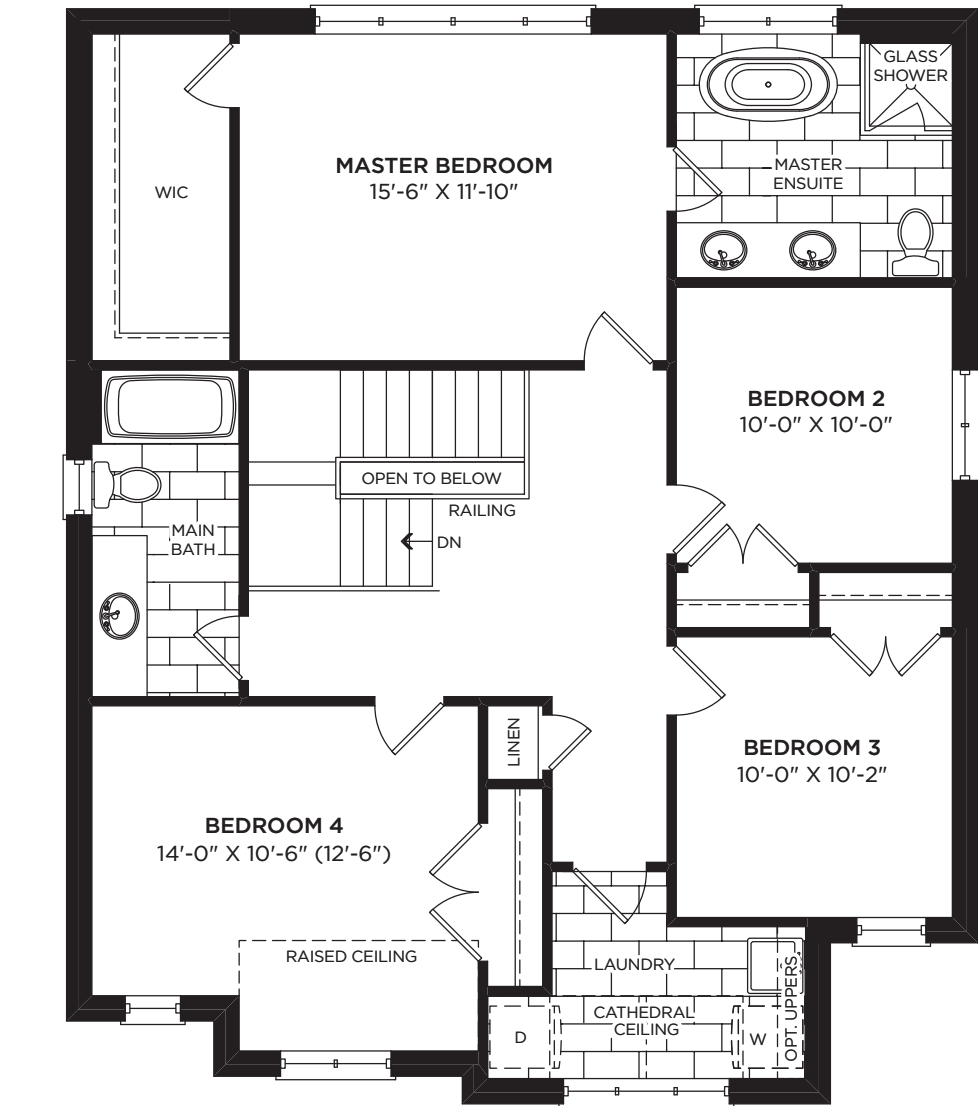 GLASS
SHOWER
MASTER BEDROOM
15'-6" X 11'-10"
WIC
MASTER
ENSUITE
BEDROOM 2
10'-0" X 10'-0"
OPEN TO BELOW
RAILING
DN
MAIN
BATH
LINEN
BEDROOM 3
10'-0" X 10'-2"
BEDROOM 4
14'-0" X 10'-6" (12'-6")
RAISED CEILING
LAUNDRY
CATHEDRAL
CEILING
D
W
OPT. UPPERS